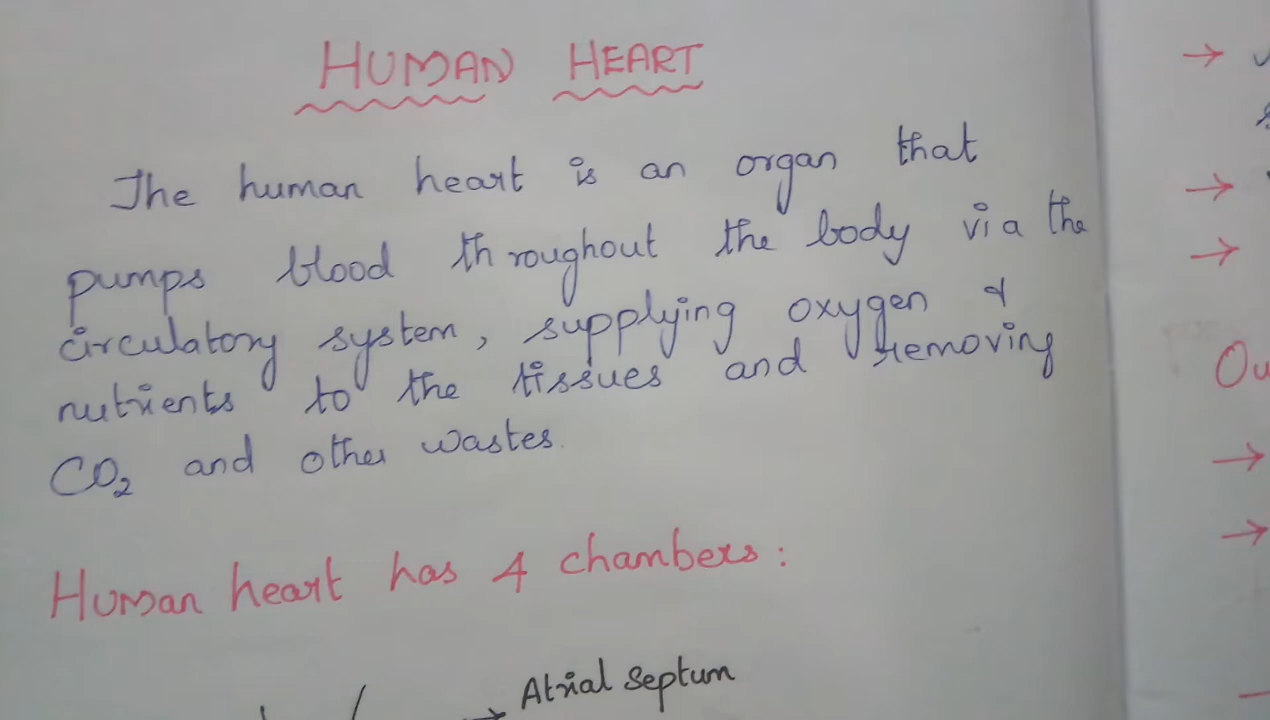 HUMAN HEART
The human heart is an organ that
pumps blood throughout the body via the
circulatory system, supplying oxygen &
nutrients to the tissues and removing
CO₂ and other wastes.
Human heart has 4 chambers:
→ Atrial Septum
→
→
→
Ou
→
→